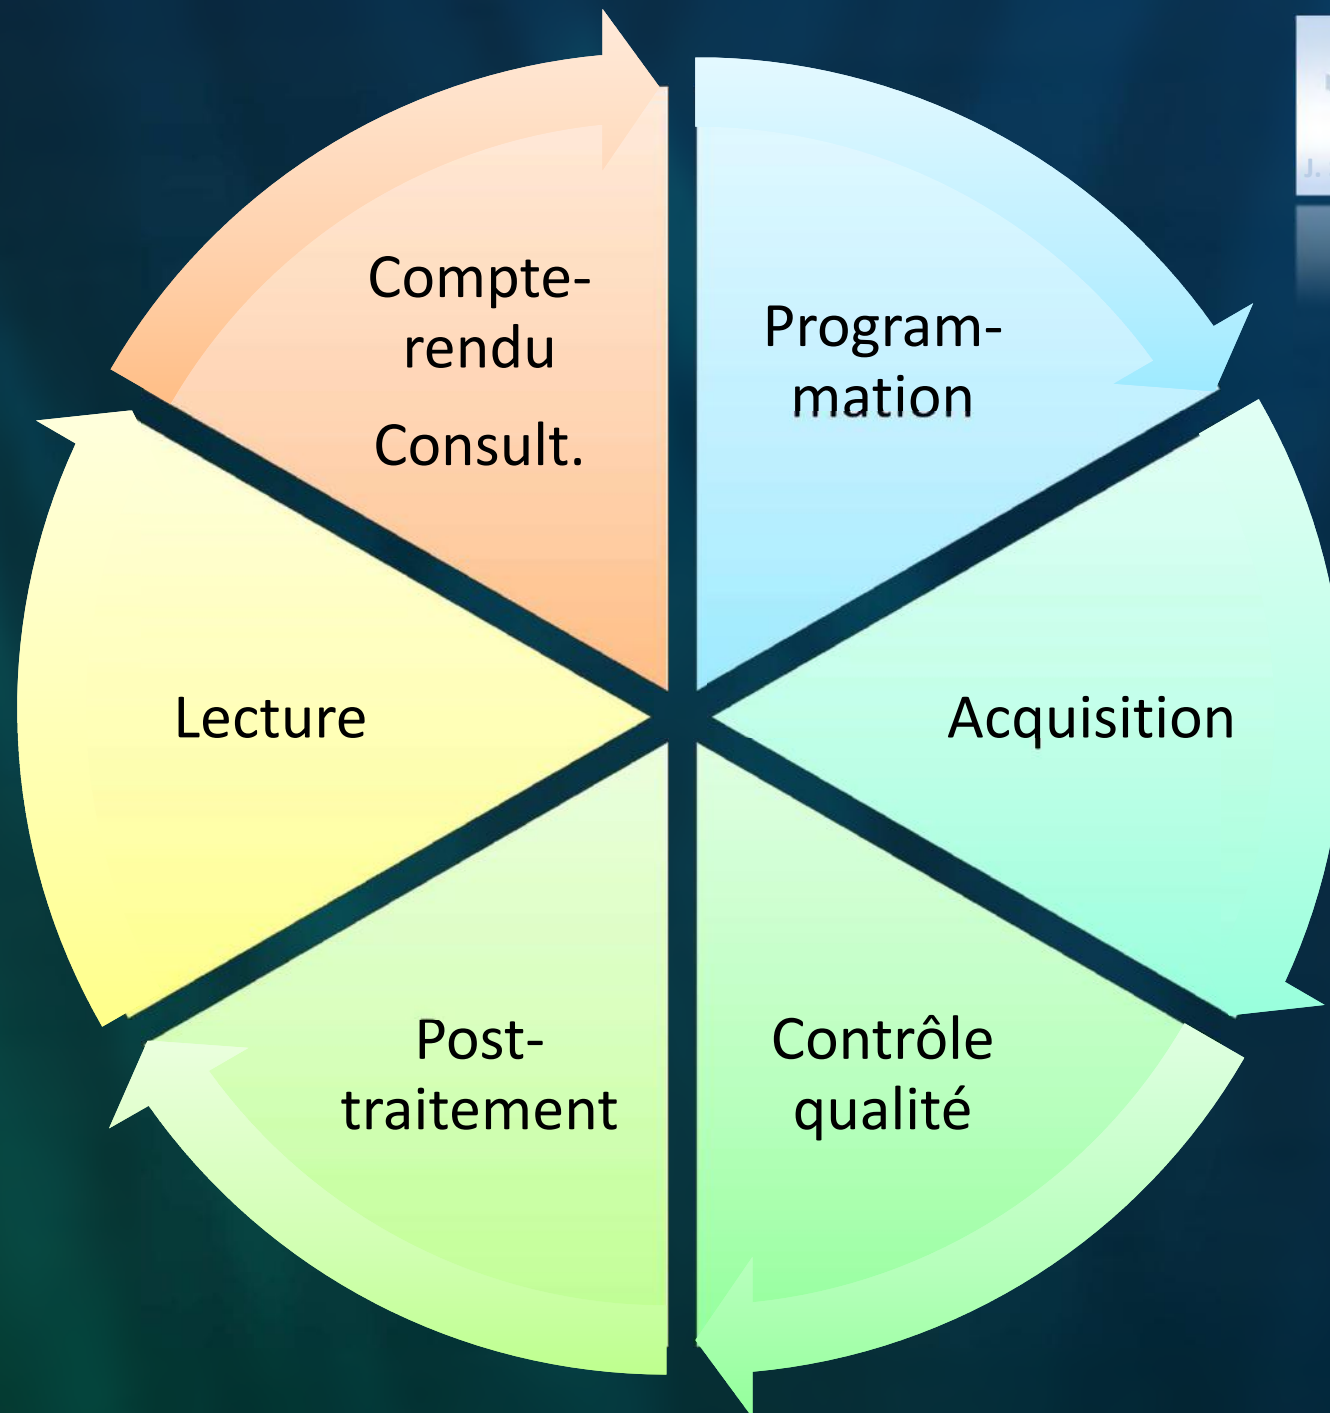 Compte-
rendu
Consult.
Program-
mation
Acquisition
Contrôle
qualité
Post-
traitement
Lecture
J.